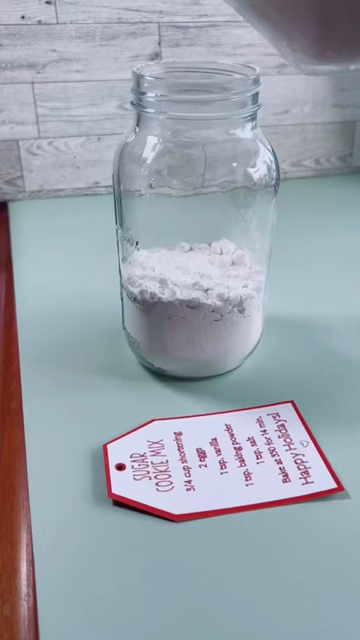 SUGAR
COOKIE MIX
3/4 cup shortening
2 eggs
1 tsp. vanilla
1 tsp. baking powder
1 tsp. salt
Bake at 350 for 14 min.
Happy Holidays!